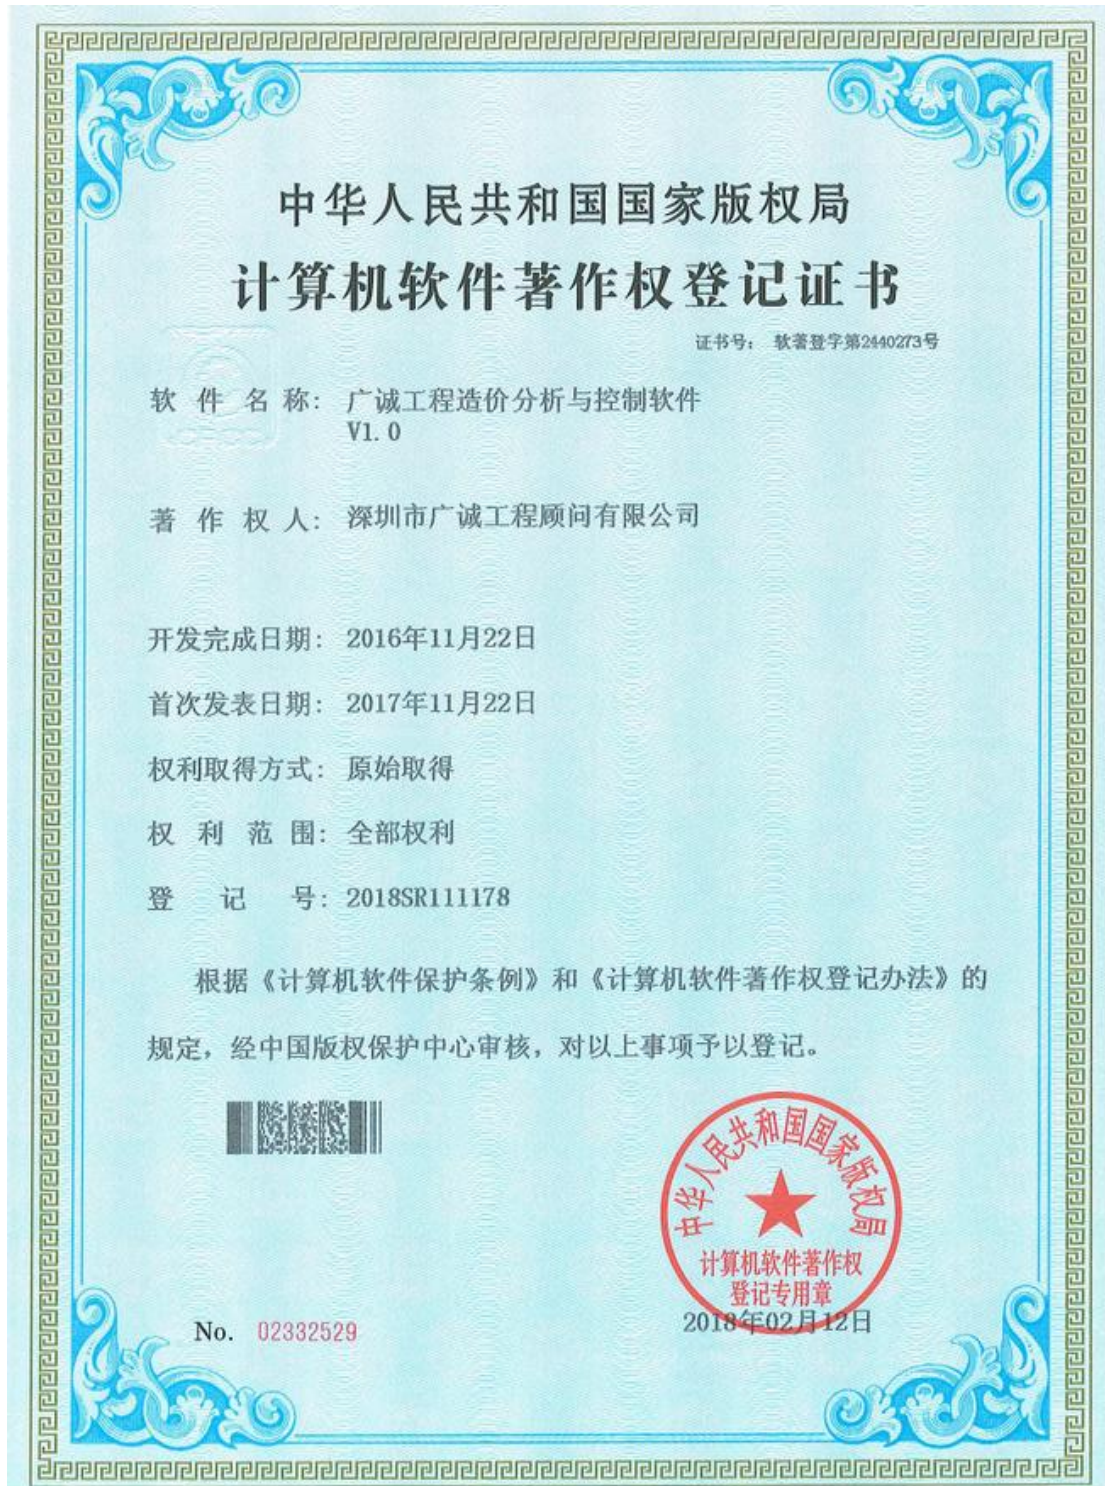 中华人民共和国国家版权局
计算机软件著作权登记证书
证书号： 软著登字第2440273号
软件名称： 广诚工程造价分析与控制软件
V1.0
著作权人： 深圳市广诚工程顾问有限公司
开发完成日期： 2016年11月22日
首次发表日期： 2017年11月22日
权利取得方式： 原始取得
权利范围： 全部权利
登记号： 2018SR111178
根据《计算机软件保护条例》和《计算机软件著作权登记办法》的
规定，经中国版权保护中心审核，对以上事项予以登记。
中华人民共和国国家版权局
计算机软件著作权
登记专用章
2018年02月12日
No. 02332529